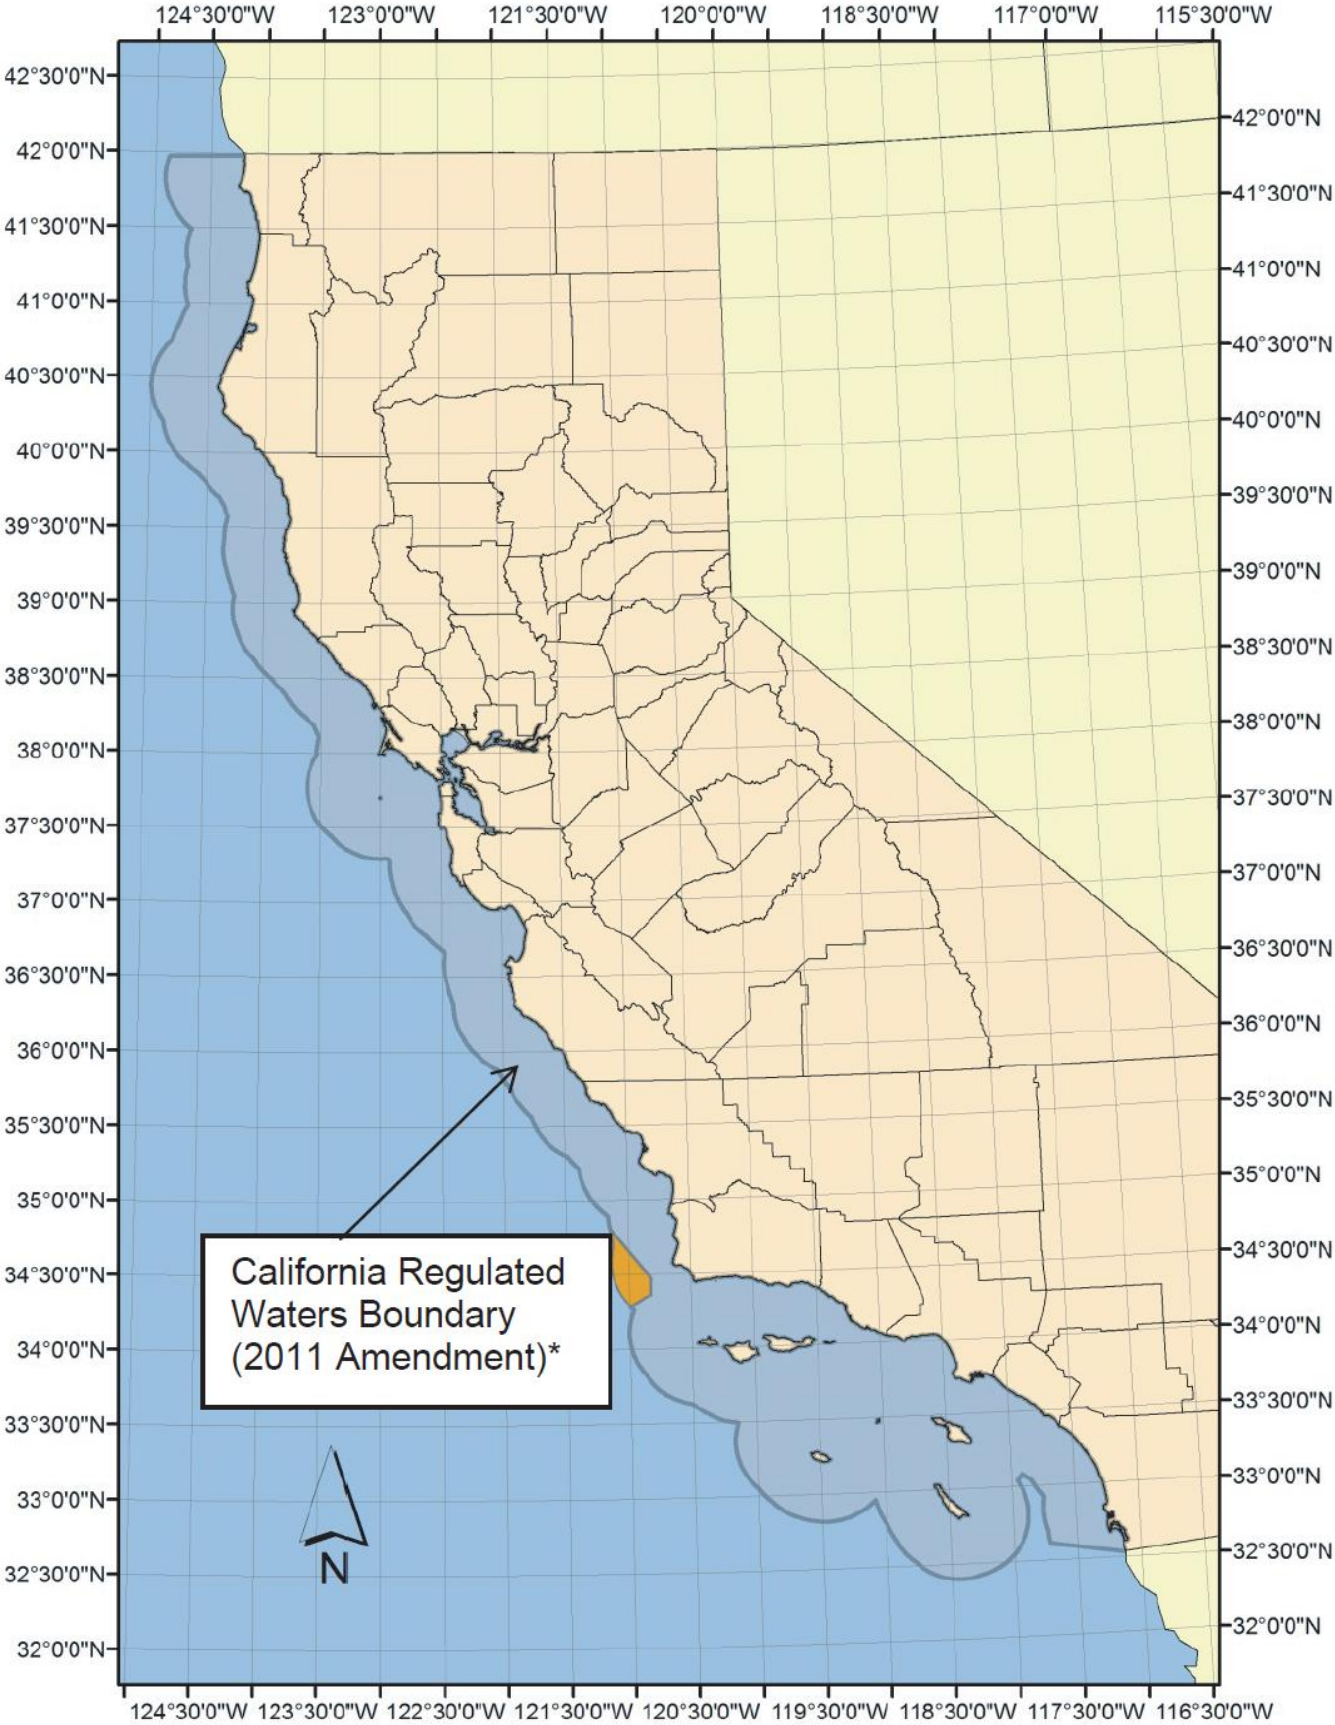 124°30'0"W 123°0'0"W 121°30'0"W 120°0'0"W 118°30'0"W 117°0'0"W 115°30'0"W
42°30'0"N
42°0'0"N
42°0'0"N
41°30'0"N
41°30'0"N
41°0'0"N
41°0'0"N
40°30'0"N
40°30'0"N
40°0'0"N
40°0'0"N
39°30'0"N
39°30'0"N
39°0'0"N
39°0'0"N
38°30'0"N
38°30'0"N
38°0'0"N
38°0'0"N
37°30'0"N
37°30'0"N
37°0'0"N
37°0'0"N
36°30'0"N
36°30'0"N
36°0'0"N
36°0'0"N
35°30'0"N
35°30'0"N
35°0'0"N
35°0'0"N
34°30'0"N
California Regulated
34°30'0"N
Waters Boundary
34°0'0"N
(2011 Amendment)*
34°0'0"N
33°30'0"N
33°30'0"N
33°0'0"N
33°0'0"N
32°30'0"N
N
32°30'0"N
32°0'0"N
32°0'0"N
124°30'0"W 123°30'0"W 122°30'0"W 121°30'0"W 120°30'0"W 119°30'0"W 118°30'0"W 117°30'0"W 116°30'0"W